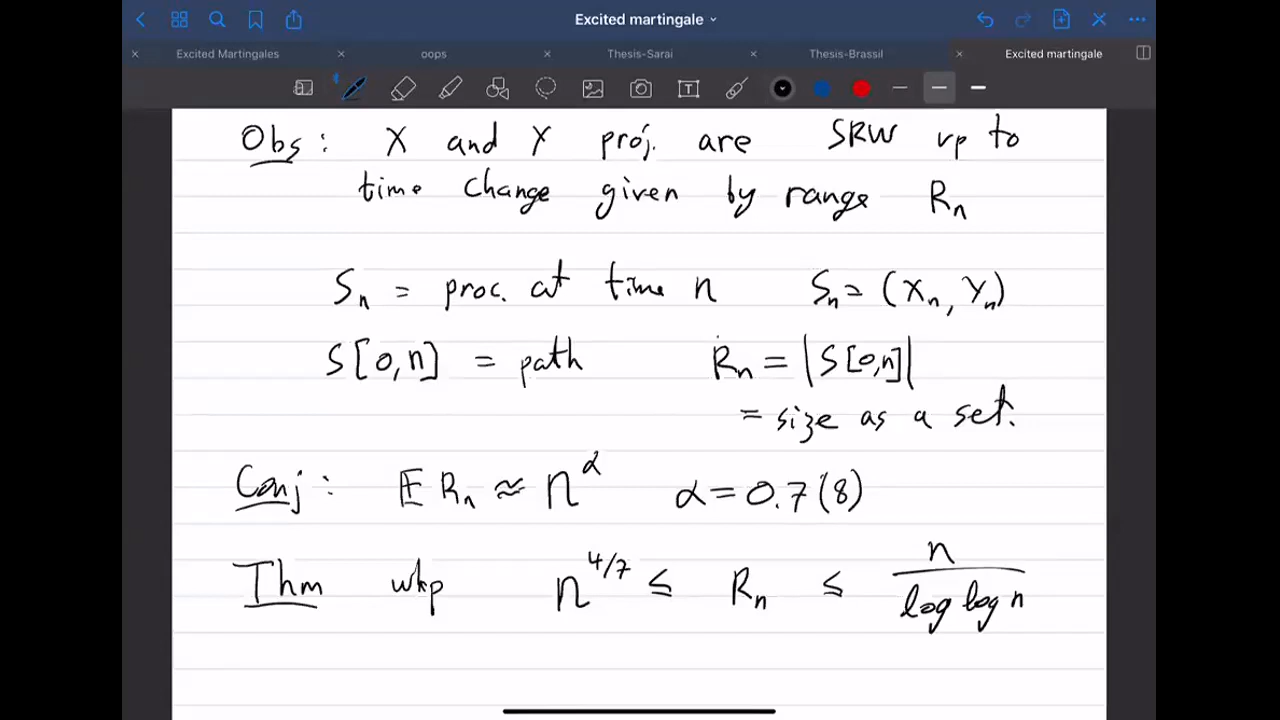 Excited martingale
Excited Martingales
oops
Thesis-Sarai
Thesis-Brassil
Excited martingale
Obs: X and Y proj. are SRW up to
time change given by range Rₙ
Sₙ = proc. at time n Sₙ = (Xₙ, Yₙ)
S[0,n] = path Rₙ = |S[0,n]|
= size as a set.
Conj: 𝔼 Rₙ ≈ n^α α = 0.7(8)
Thm whp n^{4/7} ≤ Rₙ ≤ n / log log n